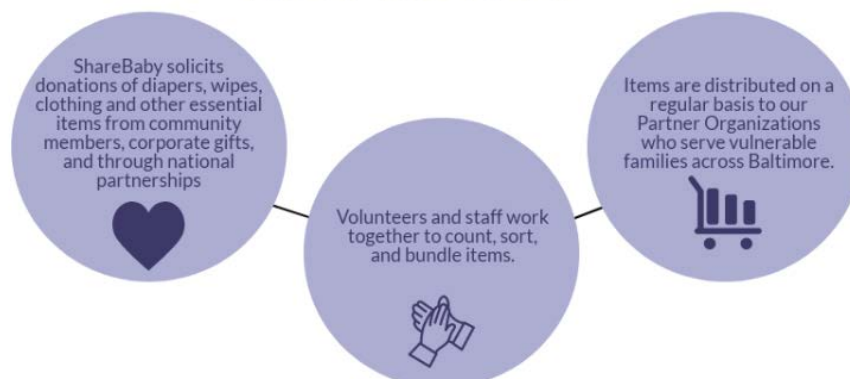 ShareBaby solicits
donations of diapers, wipes,
clothing and other essential
items from community
members, corporate gifts,
and through national
partnerships
Volunteers and staff work
together to count, sort,
and bundle items.
Items are distributed on a
regular basis to our
Partner Organizations
who serve vulnerable
families across Baltimore.